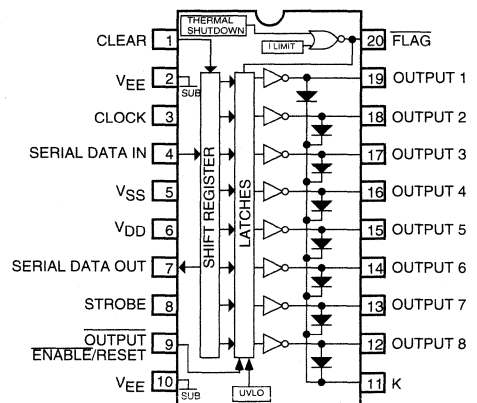 THERMAL
SHUTDOWN
I LIMIT
CLEAR 1
VEE 2
SUB
CLOCK 3
SERIAL DATA IN 4
VSS 5
VDD 6
SERIAL DATA OUT 7
STROBE 8
OUTPUT
ENABLE/RESET 9
VEE 10
SUB
SHIFT REGISTER
LATCHES
UVLO
20 FLAG
19 OUTPUT 1
18 OUTPUT 2
17 OUTPUT 3
16 OUTPUT 4
15 OUTPUT 5
14 OUTPUT 6
13 OUTPUT 7
12 OUTPUT 8
11 K